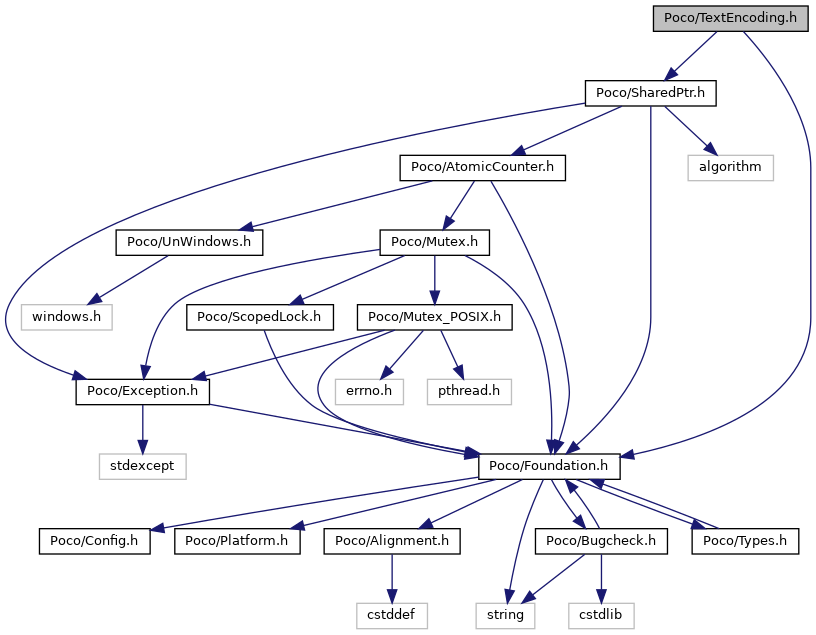 Poco/TextEncoding.h
Poco/SharedPtr.h
Poco/AtomicCounter.h
algorithm
Poco/UnWindows.h
Poco/Mutex.h
windows.h
Poco/ScopedLock.h
Poco/Mutex_POSIX.h
Poco/Exception.h
errno.h
pthread.h
stdexcept
Poco/Foundation.h
Poco/Config.h
Poco/Platform.h
Poco/Alignment.h
Poco/Bugcheck.h
Poco/Types.h
cstddef
string
cstdlib